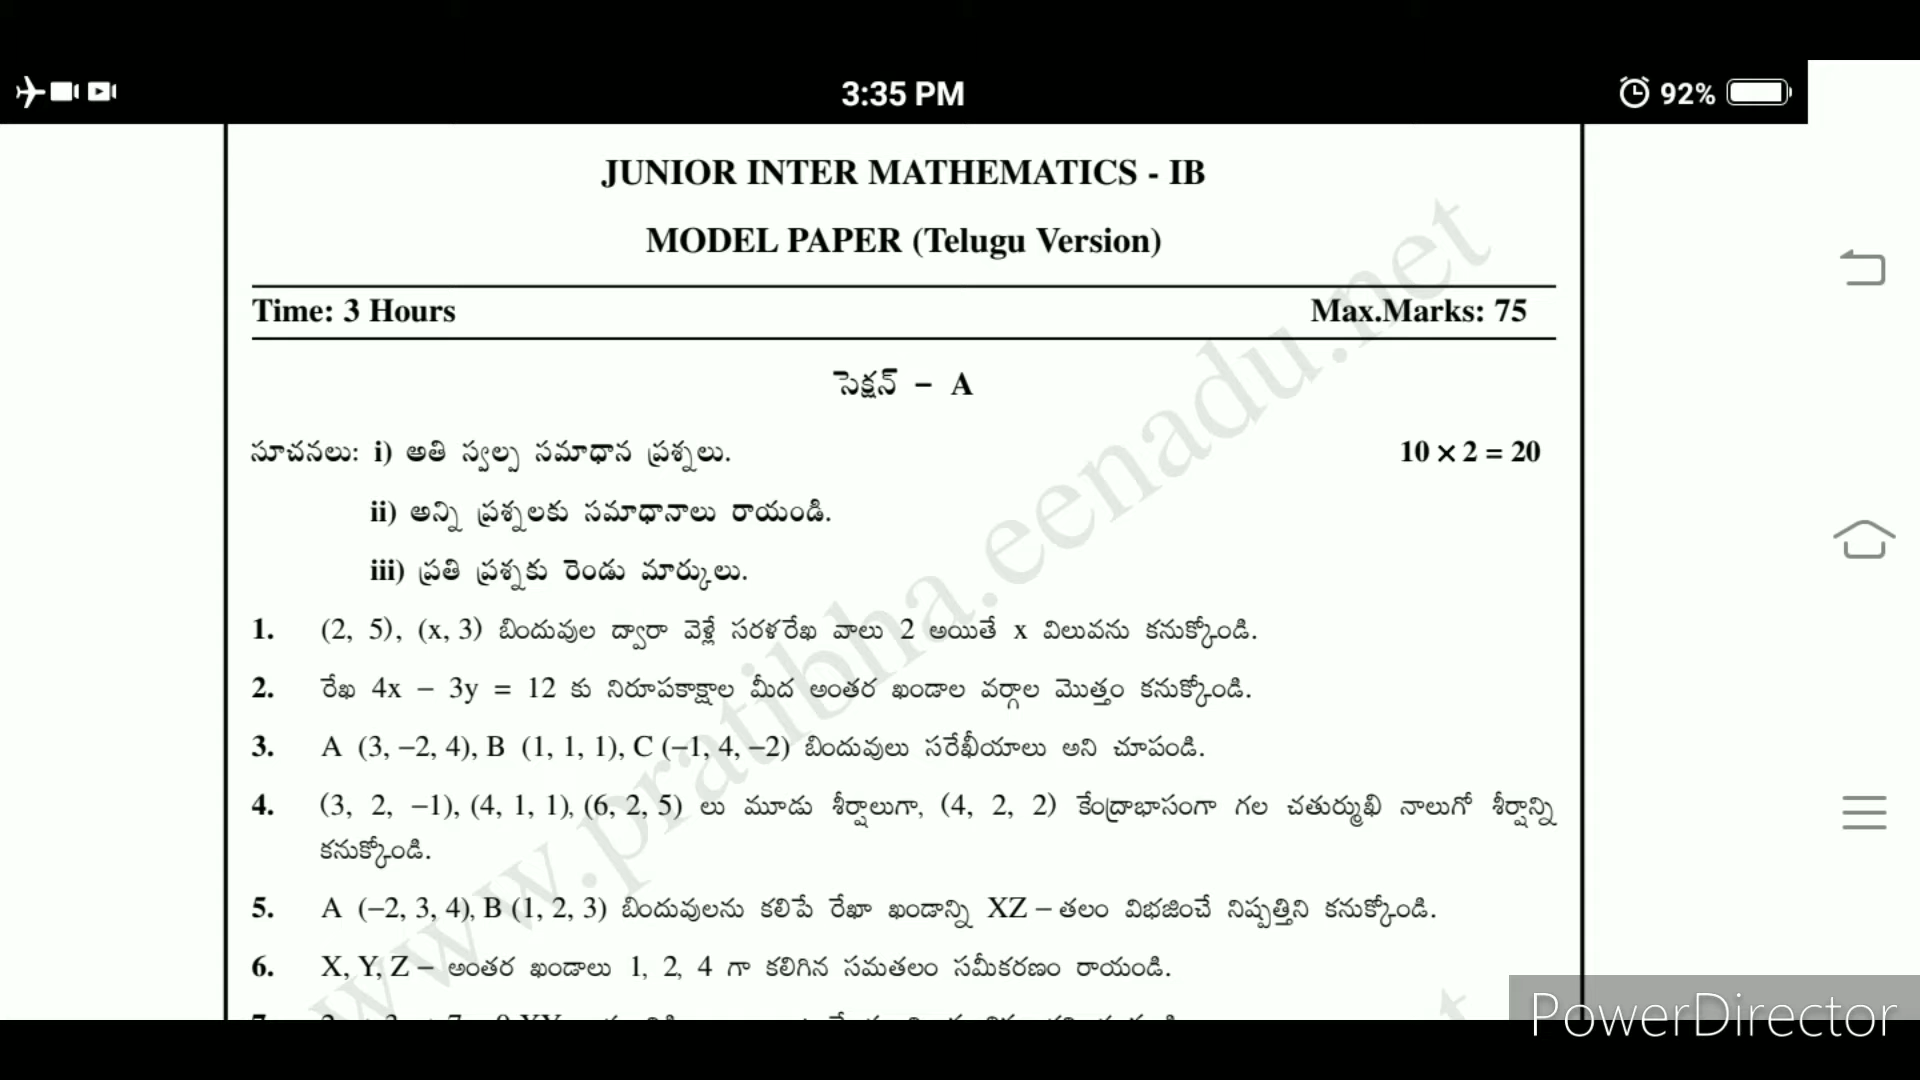 3:35 PM
92%
JUNIOR INTER MATHEMATICS - IB
MODEL PAPER (Telugu Version)
Time: 3 Hours Max.Marks: 75
సెక్షన్ – A
సూచనలు: i) అతి స్వల్ప సమాధాన ప్రశ్నలు. 10 × 2 = 20
ii) అన్ని ప్రశ్నలకు సమాధానాలు రాయండి.
iii) ప్రతి ప్రశ్నకు రెండు మార్కులు.
1. (2, 5), (x, 3) బిందువుల ద్వారా వెళ్లే సరళరేఖ వాలు 2 అయితే x విలువను కనుక్కోండి.
2. రేఖ 4x – 3y = 12 కు నిరూపకాక్షాల మీద అంతర ఖండాల వర్గాల మొత్తం కనుక్కోండి.
3. A (3, –2, 4), B (1, 1, 1), C (–1, 4, –2) బిందువులు సరేఖీయాలు అని చూపండి.
4. (3, 2, –1), (4, 1, 1), (6, 2, 5) లు మూడు శీర్షాలుగా, (4, 2, 2) కేంద్రాభాసంగా గల చతుర్ముఖి నాలుగో శీర్షాన్ని
కనుక్కోండి.
5. A (–2, 3, 4), B (1, 2, 3) బిందువులను కలిపే రేఖా ఖండాన్ని XZ – తలం విభజించే నిష్పత్తిని కనుక్కోండి.
6. X, Y, Z – అంతర ఖండాలు 1, 2, 4 గా కలిగిన సమతలం సమీకరణం రాయండి.
www.pratibha.eenadu.net
PowerDirector